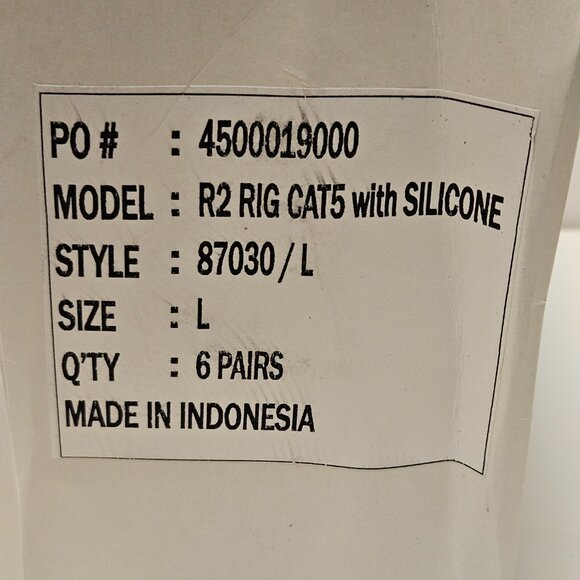 PO # : 4500019000
MODEL : R2 RIG CAT5 with SILICONE
STYLE : 87030 / L
SIZE : L
Q'TY : 6 PAIRS
MADE IN INDONESIA